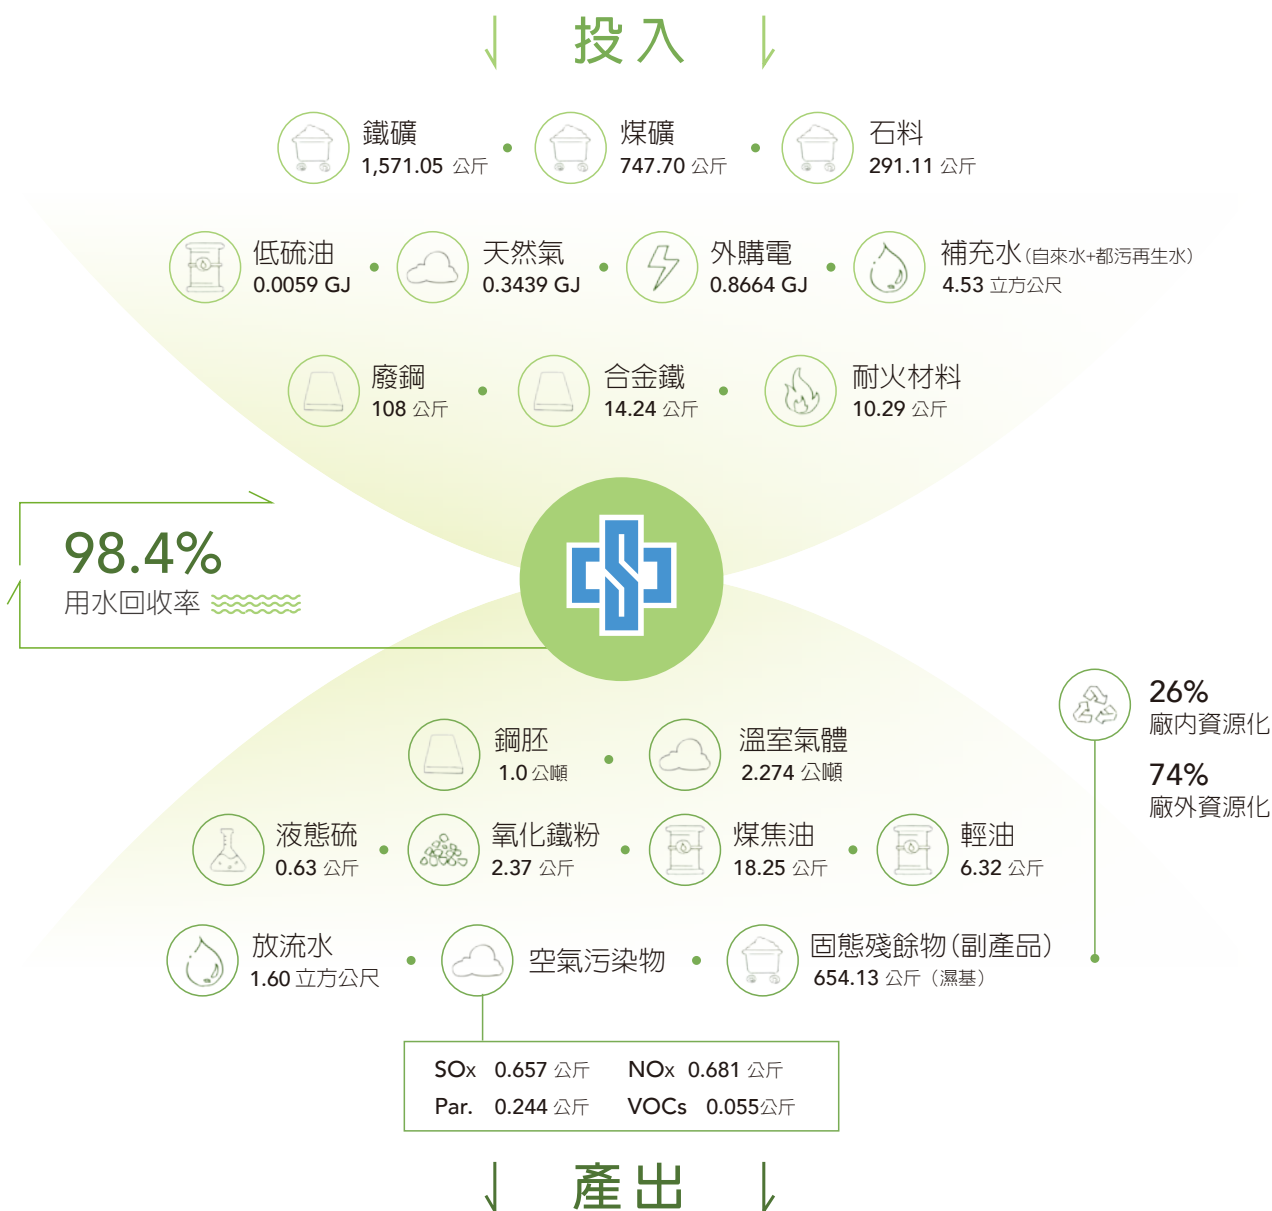 投入
鐵礦
1,571.05 公斤
煤礦
747.70 公斤
石料
291.11 公斤
低硫油
0.0059 GJ
天然氣
0.3439 GJ
外購電
0.8664 GJ
補充水(自來水+都污再生水)
4.53 立方公尺
廢鋼
108 公斤
合金鐵
14.24 公斤
耐火材料
10.29 公斤
98.4%
用水回收率
鋼胚
1.0 公噸
溫室氣體
2.274 公噸
26%
廠內資源化
74%
廠外資源化
液態硫
0.63 公斤
氧化鐵粉
2.37 公斤
煤焦油
18.25 公斤
輕油
6.32 公斤
放流水
1.60 立方公尺
空氣污染物
固態殘餘物(副產品)
654.13 公斤（濕基）
SOx 0.657 公斤 NOx 0.681 公斤
Par. 0.244 公斤 VOCs 0.055公斤
產出